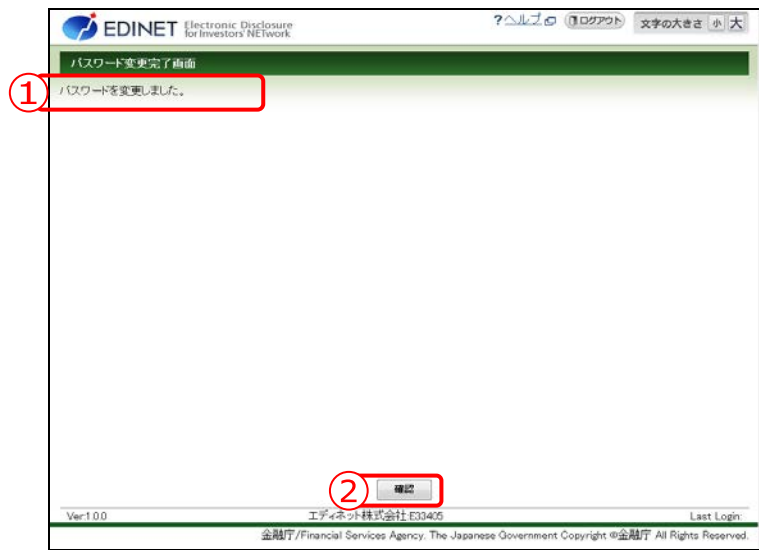 EDINET Electronic Disclosure for Investors' NETwork
?ヘルプ ログアウト 文字の大きさ 小 大
パスワード変更完了画面
① パスワードを変更しました。
② 確認
Ver.1.0.0 エディネット株式会社:E33405 Last Login:
金融庁/Financial Services Agency. The Japanese Government Copyright ©金融庁 All Rights Reserved.